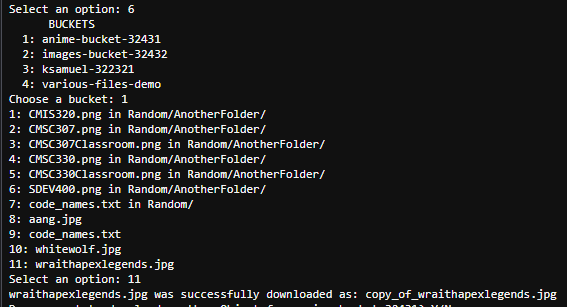 Select an option: 6
BUCKETS
1: anime-bucket-32431
2: images-bucket-32432
3: ksamuel-322321
4: various-files-demo
Choose a bucket: 1
1: CMIS320.png in Random/AnotherFolder/
2: CMSC307.png in Random/AnotherFolder/
3: CMSC307Classroom.png in Random/AnotherFolder/
4: CMSC330.png in Random/AnotherFolder/
5: CMSC330Classroom.png in Random/AnotherFolder/
6: SDEV400.png in Random/AnotherFolder/
7: code_names.txt in Random/
8: aang.jpg
9: code_names.txt
10: whitewolf.jpg
11: wraithapexlegends.jpg
Select an option: 11
wraithapexlegends.jpg was successfully downloaded as: copy_of_wraithapexlegends.jpg